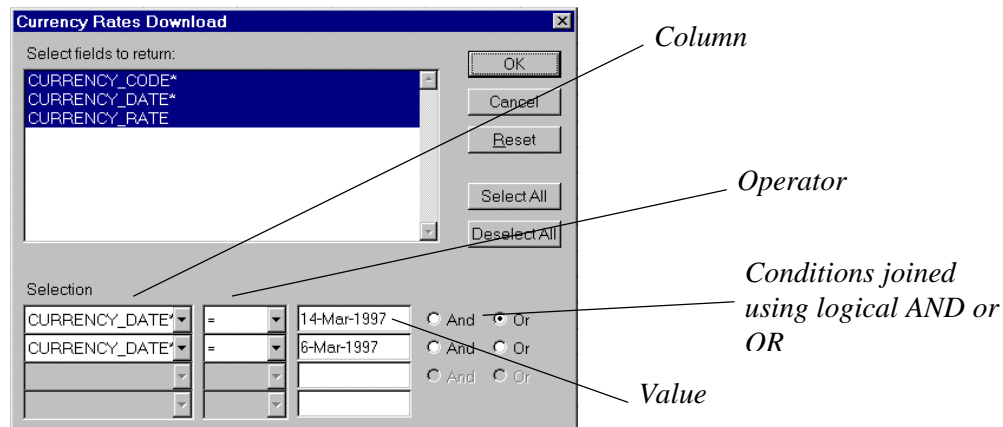 Currency Rates Download
Select fields to return:
CURRENCY_CODE*
CURRENCY_DATE*
CURRENCY_RATE
OK
Cancel
Reset
Select All
Deselect All
Selection
CURRENCY_DATE* = 14-Mar-1997 And Or
CURRENCY_DATE* = 6-Mar-1997 And Or
And Or
Column
Operator
Conditions joined
using logical AND or
OR
Value